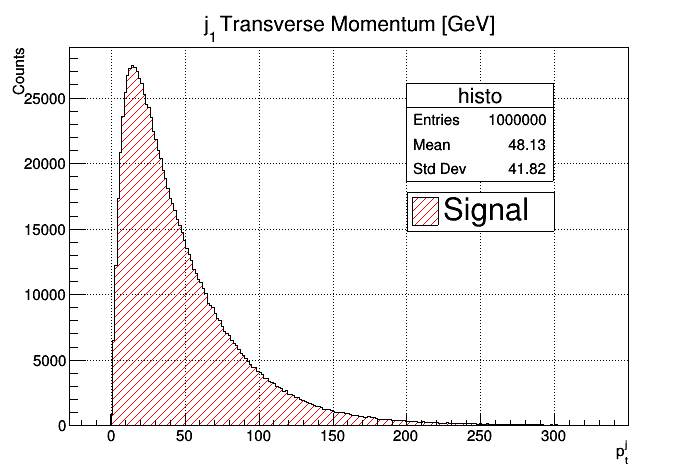 j1 Transverse Momentum [GeV]
Counts
25000
20000
15000
10000
5000
0
histo
Entries 1000000
Mean 48.13
Std Dev 41.82
Signal
0 50 100 150 200 250 300
p_t^j